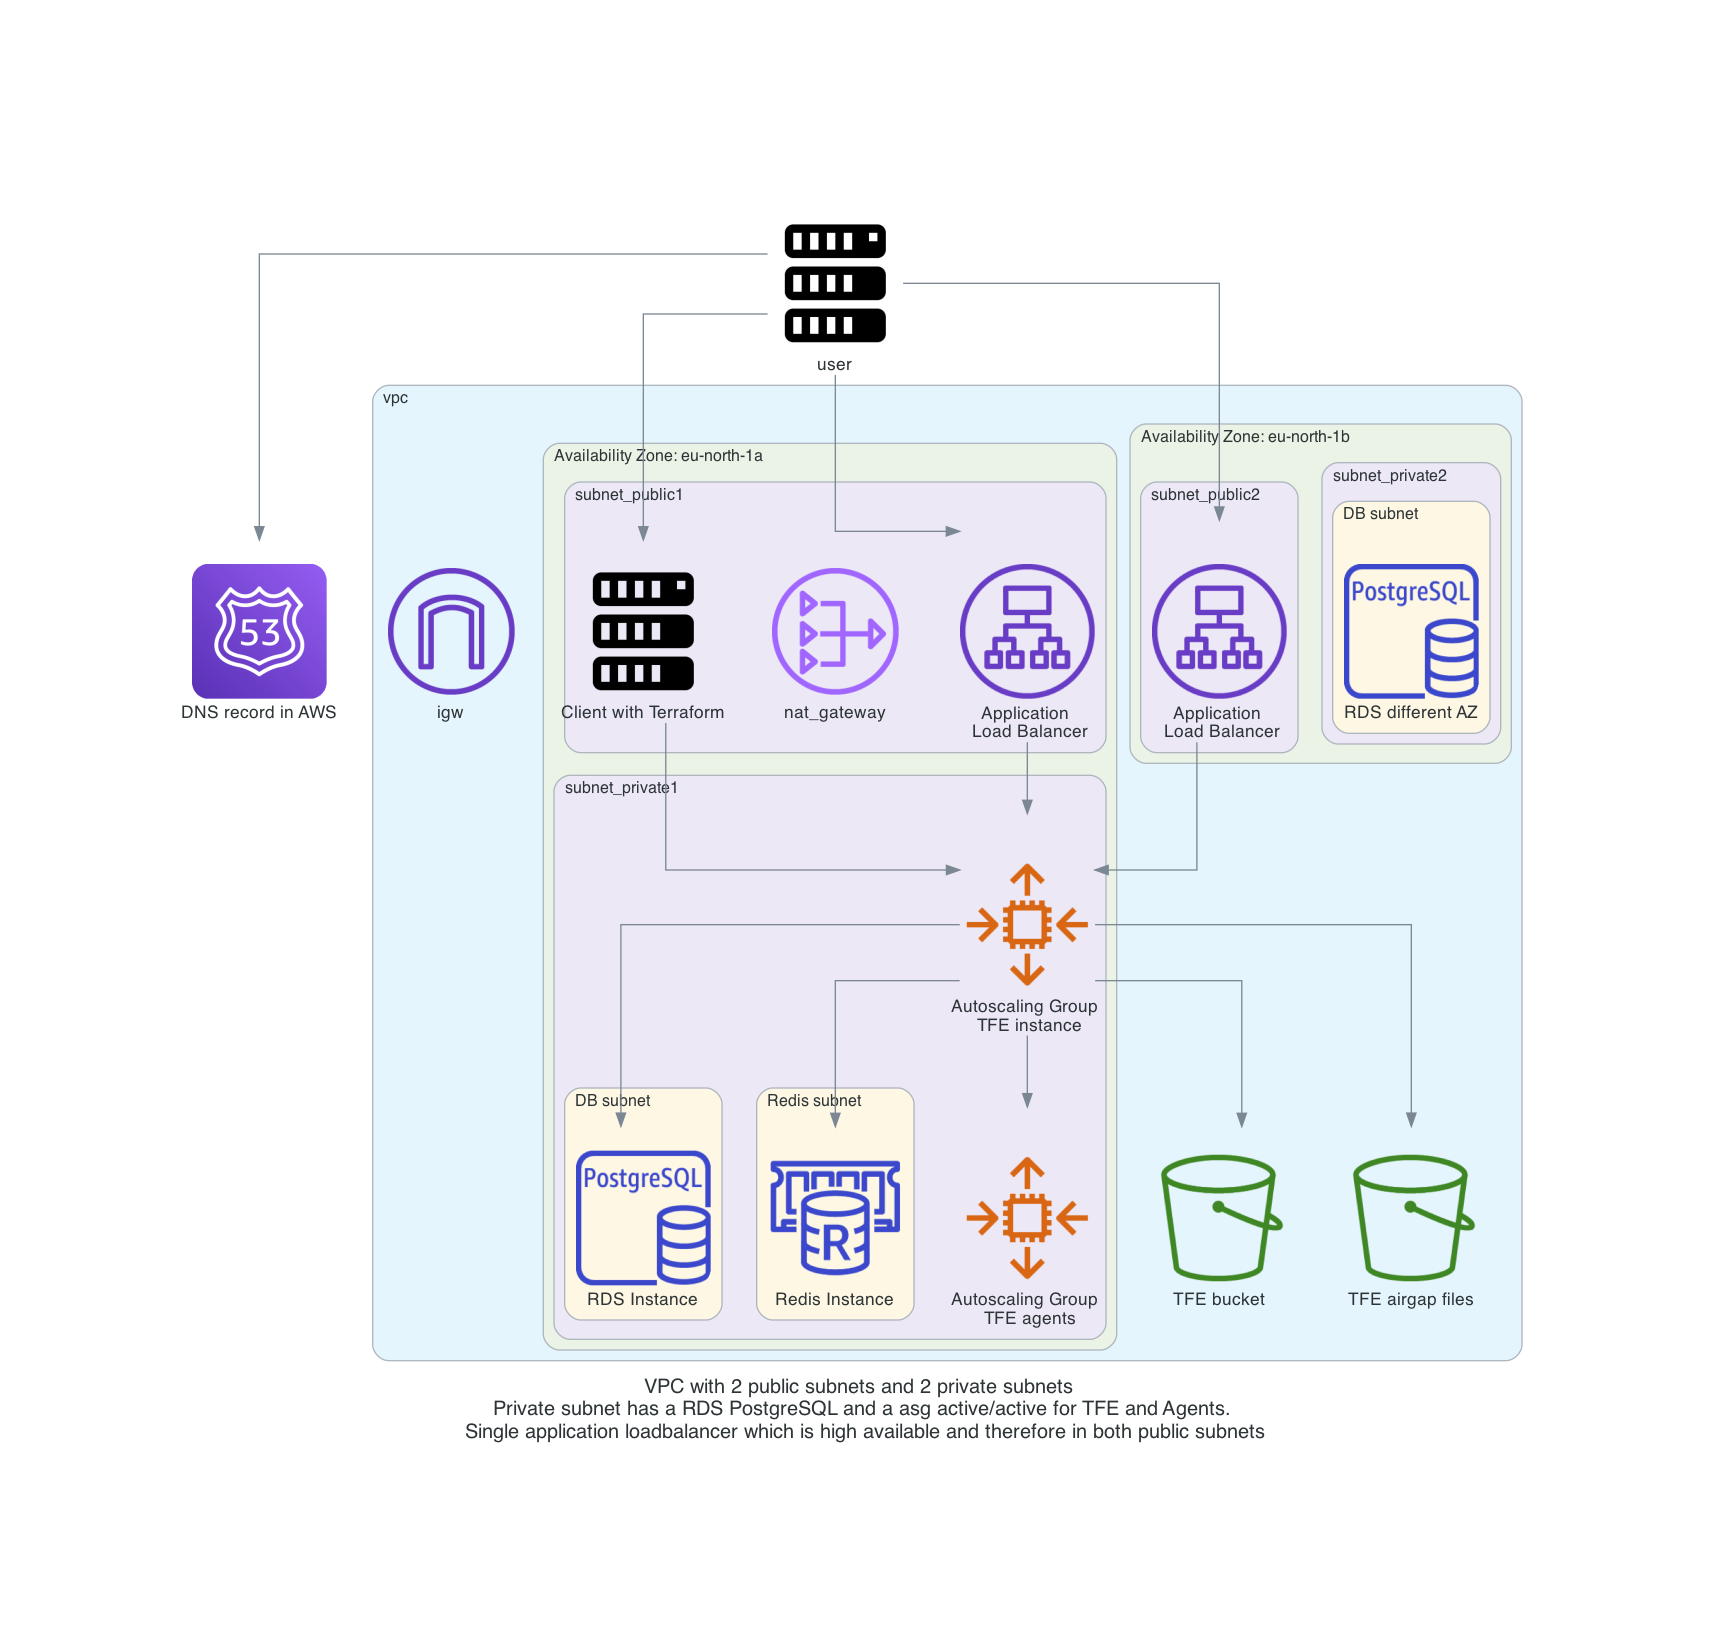 user
vpc
Availability Zone: eu-north-1b
Availability Zone: eu-north-1a
subnet_private2
subnet_public1
subnet_public2
DB subnet
PostgreSQL
53
DNS record in AWS
igw
Client with Terraform
nat_gateway
Application
Load Balancer
Application
Load Balancer
RDS different AZ
subnet_private1
Autoscaling Group
TFE instance
DB subnet
Redis subnet
PostgreSQL
R
RDS Instance
Redis Instance
Autoscaling Group
TFE agents
TFE bucket
TFE airgap files
VPC with 2 public subnets and 2 private subnets
Private subnet has a RDS PostgreSQL and a asg active/active for TFE and Agents.
Single application loadbalancer which is high available and therefore in both public subnets